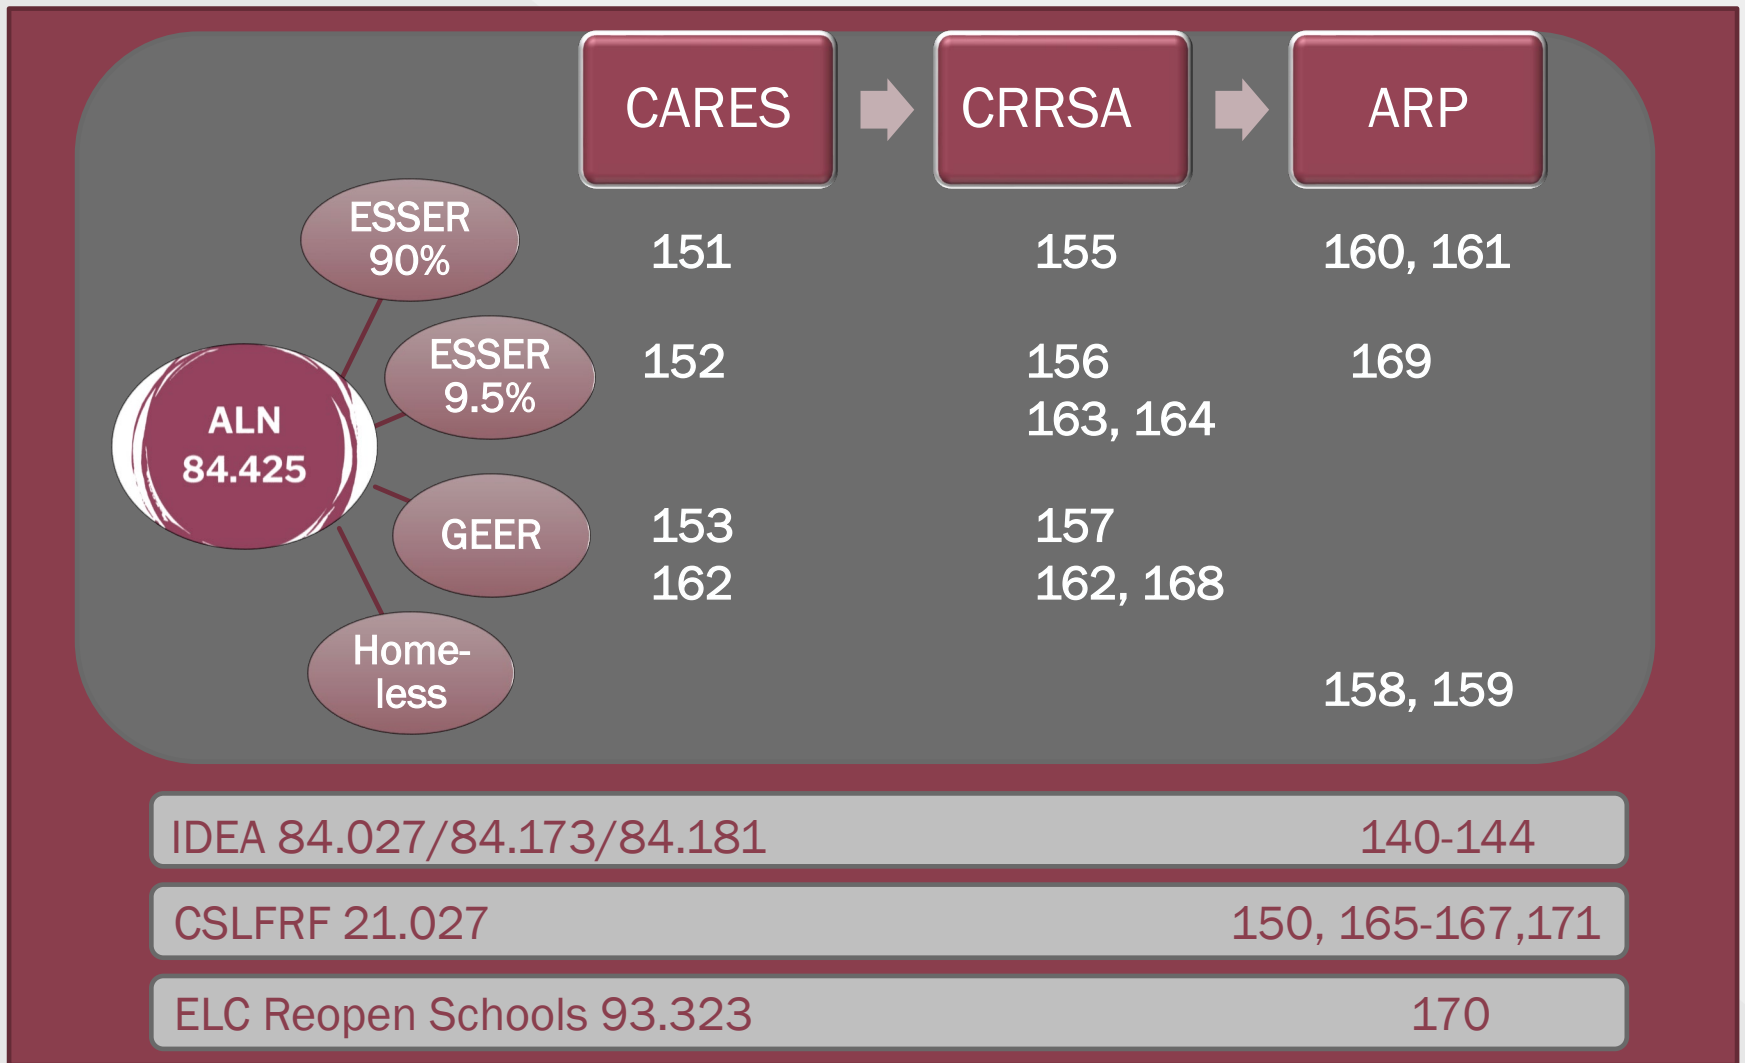 CARES
CRRSA
ARP
ESSER
90%
151
155
160, 161
ESSER
9.5%
152
156
169
163, 164
ALN
84.425
GEER
153
157
162
162, 168
Home-
less
158, 159
IDEA 84.027/84.173/84.181 140-144
CSLFRF 21.027 150, 165-167,171
ELC Reopen Schools 93.323 170